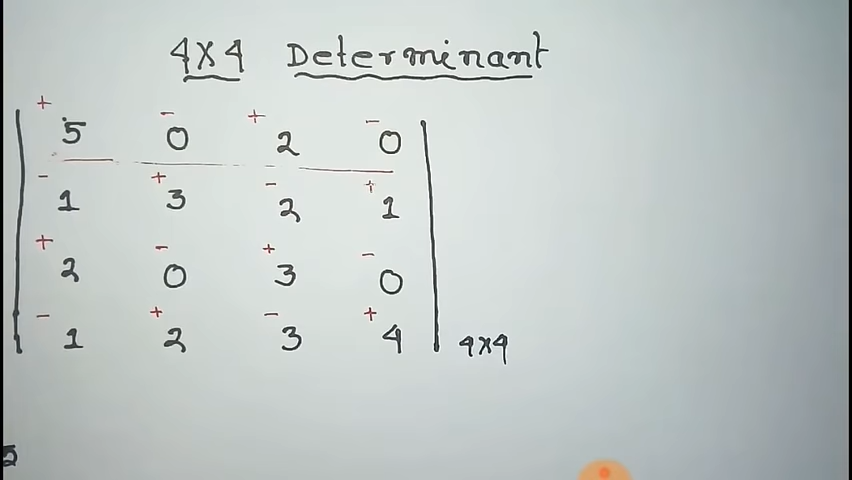 4x4 Determinant
+ - + -
5 0 2 0
- + - +
1 3 2 1
+ - + -
2 0 3 0
- + - +
1 2 3 4
4x4